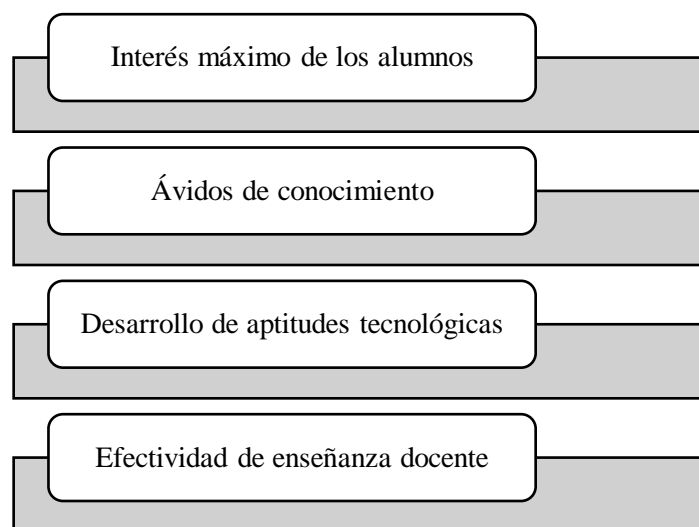 Interés máximo de los alumnos
Ávidos de conocimiento
Desarrollo de aptitudes tecnológicas
Efectividad de enseñanza docente